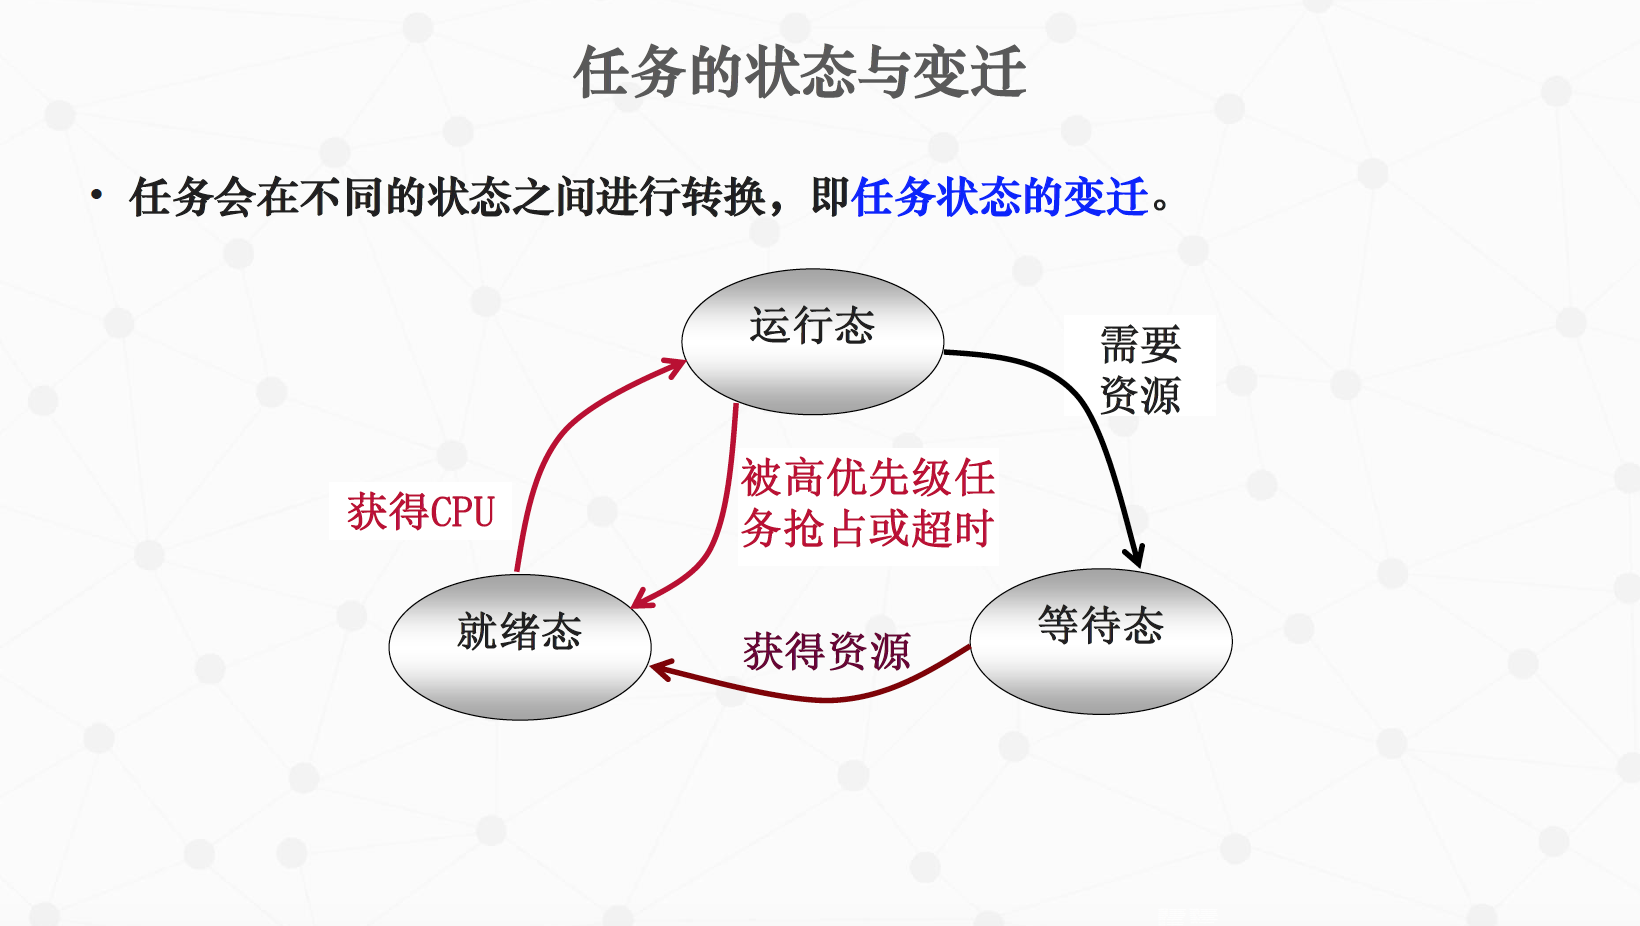 任务的状态与变迁
• 任务会在不同的状态之间进行转换，即任务状态的变迁。
运行态
需要
资源
被高优先级任
务抢占或超时
获得CPU
就绪态
等待态
获得资源